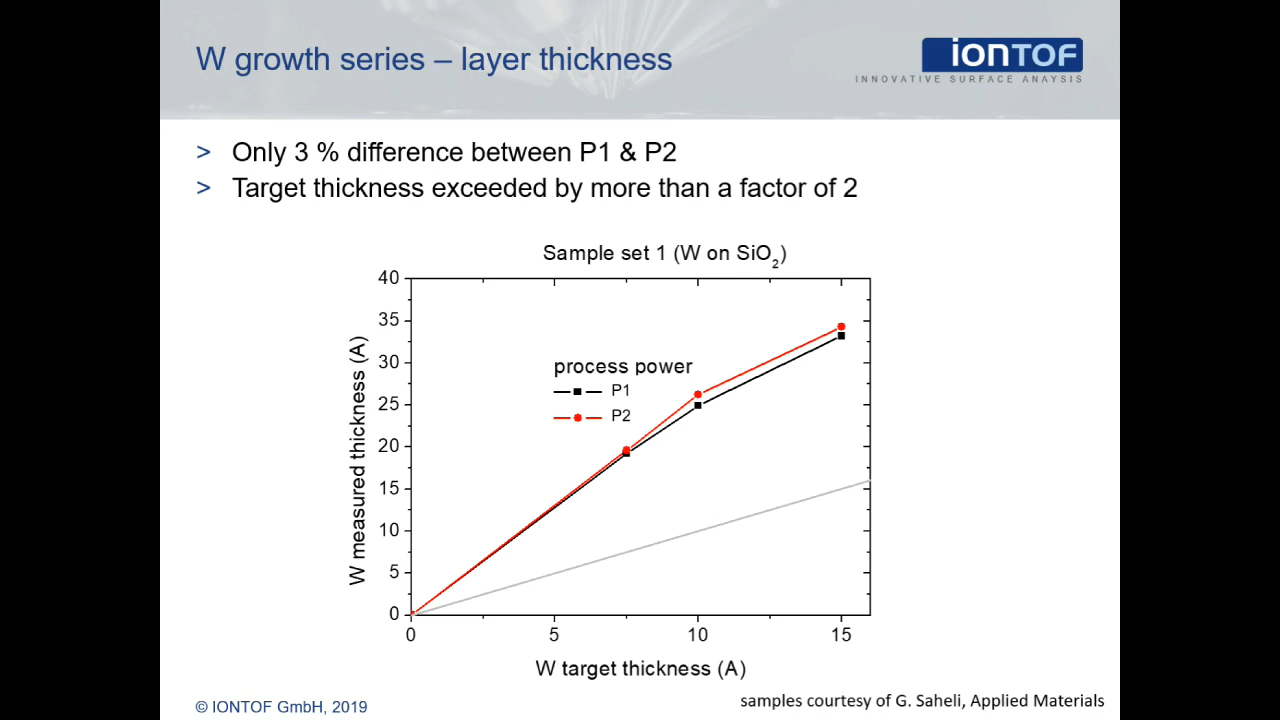 W growth series – layer thickness
iONTOF
INNOVATIVE SURFACE ANAYSIS
> Only 3 % difference between P1 & P2
> Target thickness exceeded by more than a factor of 2
Sample set 1 (W on SiO2)
W measured thickness (A)
40
35
30
25
20
15
10
5
0
process power
P1
P2
0 5 10 15
W target thickness (A)
© IONTOF GmbH, 2019
samples courtesy of G. Saheli, Applied Materials